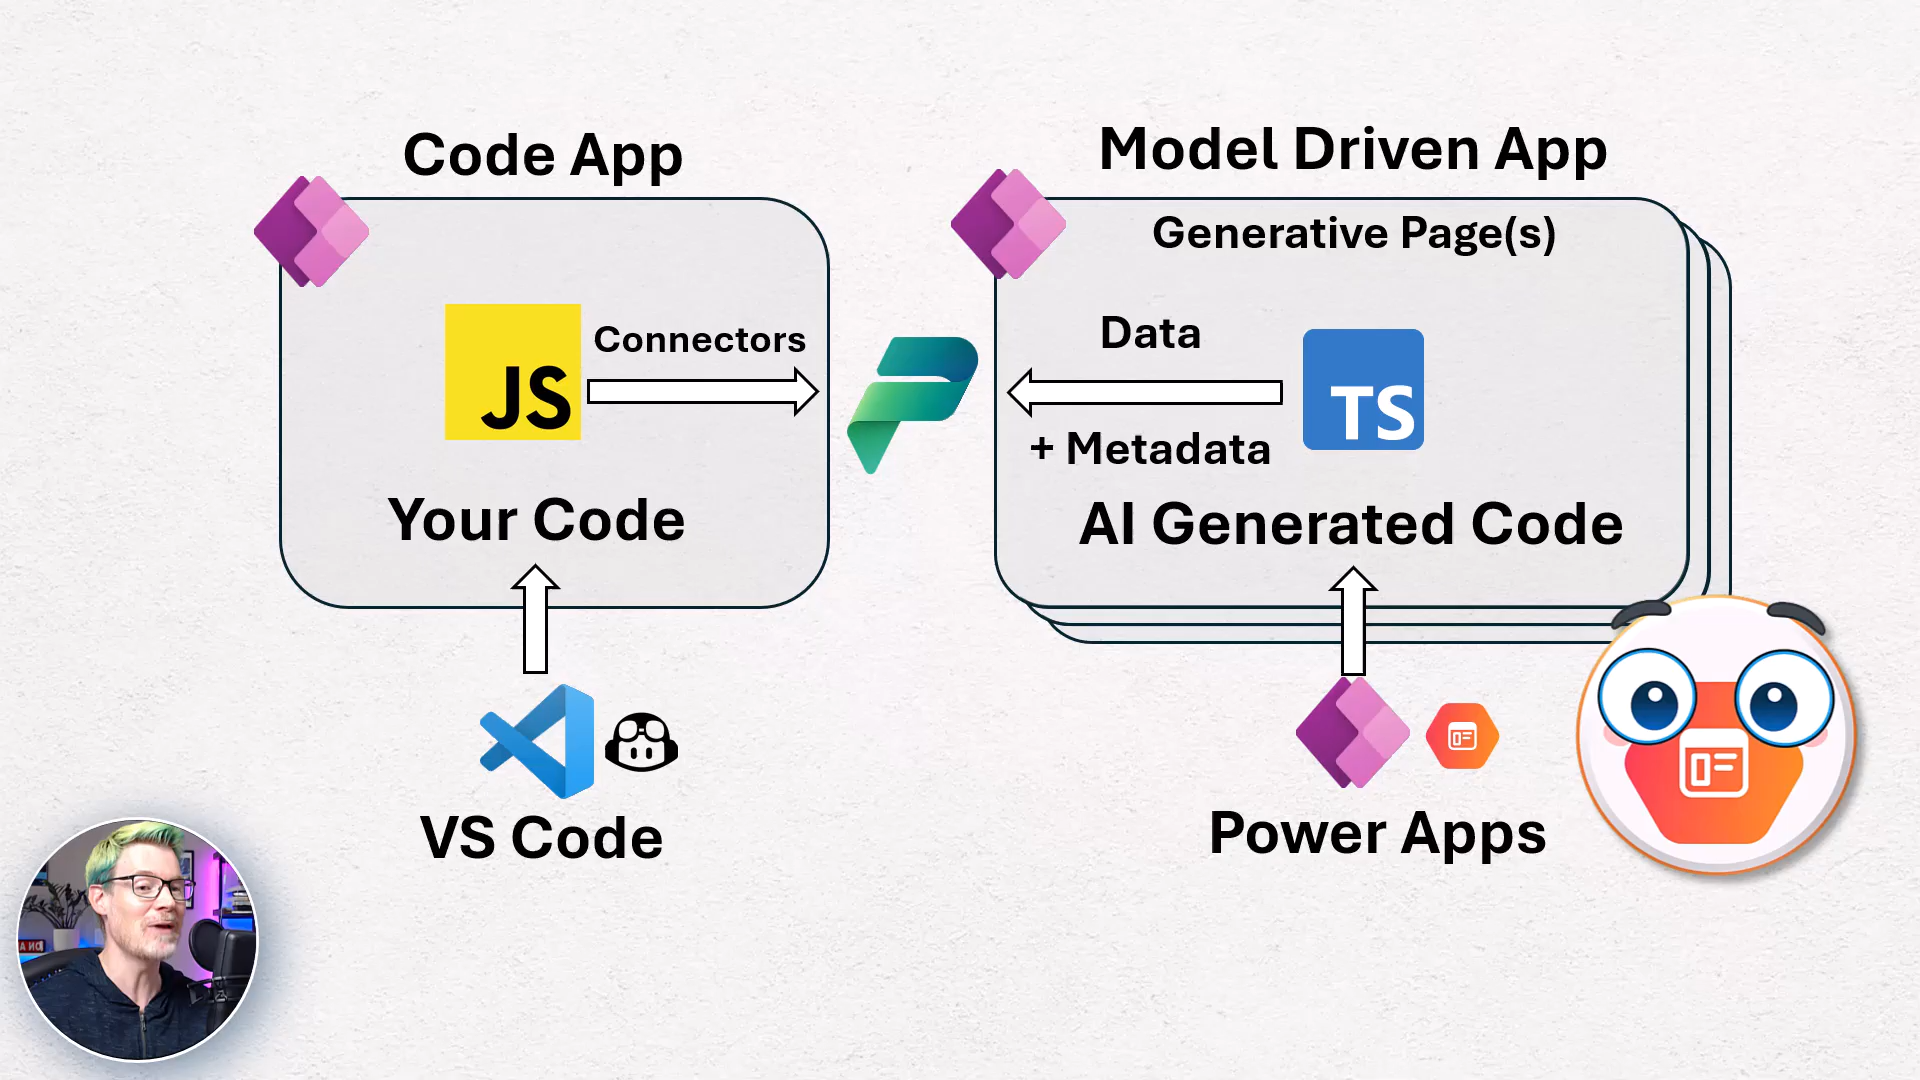 Code App
JS
Connectors
Your Code
VS Code
Model Driven App
Generative Page(s)
Data
+ Metadata
TS
AI Generated Code
Power Apps